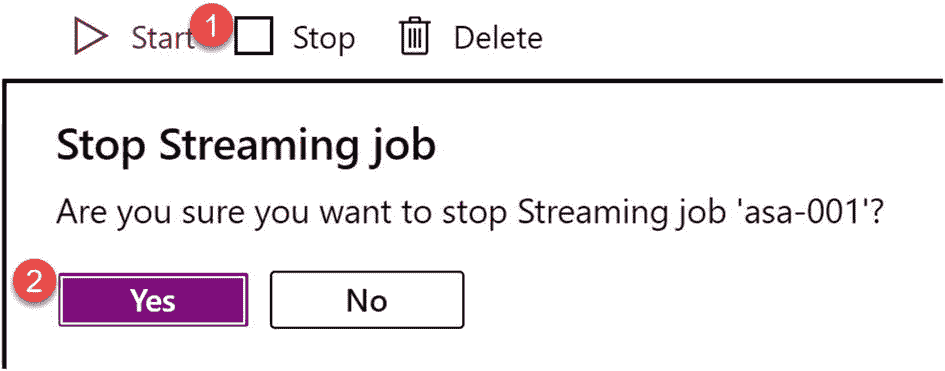 Start 1 Stop Delete
Stop Streaming job
Are you sure you want to stop Streaming job 'asa-001'?
2 Yes No